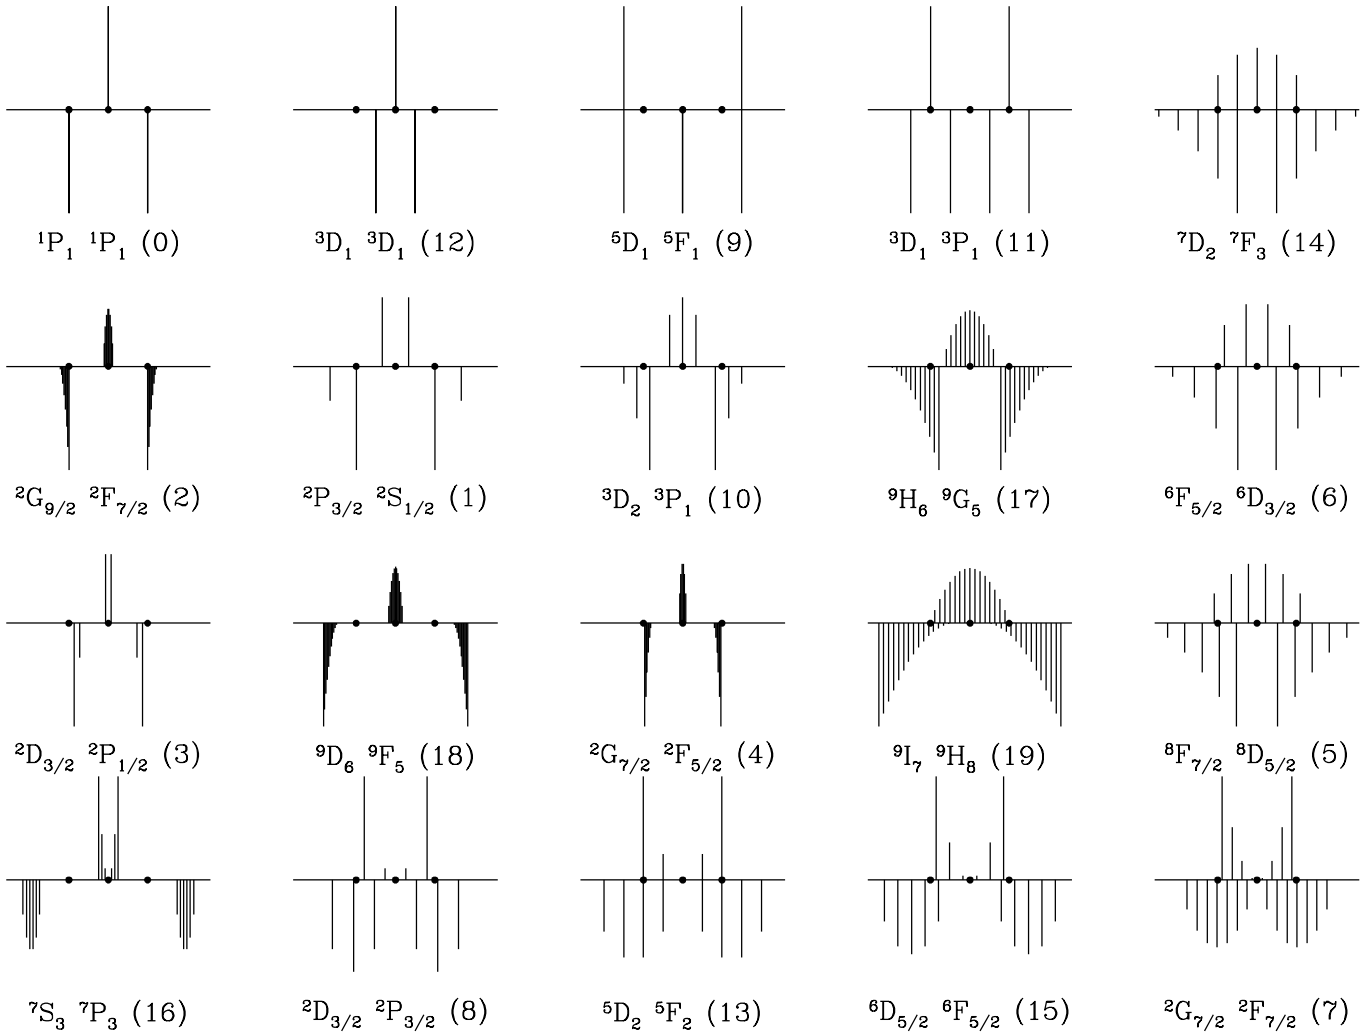 ¹P₁ ¹P₁ (0) ³D₁ ³D₁ (12) ⁵D₁ ⁵F₁ (9) ³D₁ ³P₁ (11) ⁷D₂ ⁷F₃ (14)
²G₉/₂ ²F₇/₂ (2) ²P₃/₂ ²S₁/₂ (1) ³D₂ ³P₁ (10) ⁹H₆ ⁹G₅ (17) ⁶F₅/₂ ⁶D₃/₂ (6)
²D₃/₂ ²P₁/₂ (3) ⁹D₆ ⁹F₅ (18) ²G₇/₂ ²F₅/₂ (4) ⁹I₇ ⁹H₈ (19) ⁸F₇/₂ ⁸D₅/₂ (5)
⁷S₃ ⁷P₃ (16) ²D₃/₂ ²P₃/₂ (8) ⁵D₂ ⁵F₂ (13) ⁶D₅/₂ ⁶F₅/₂ (15) ²G₇/₂ ²F₇/₂ (7)